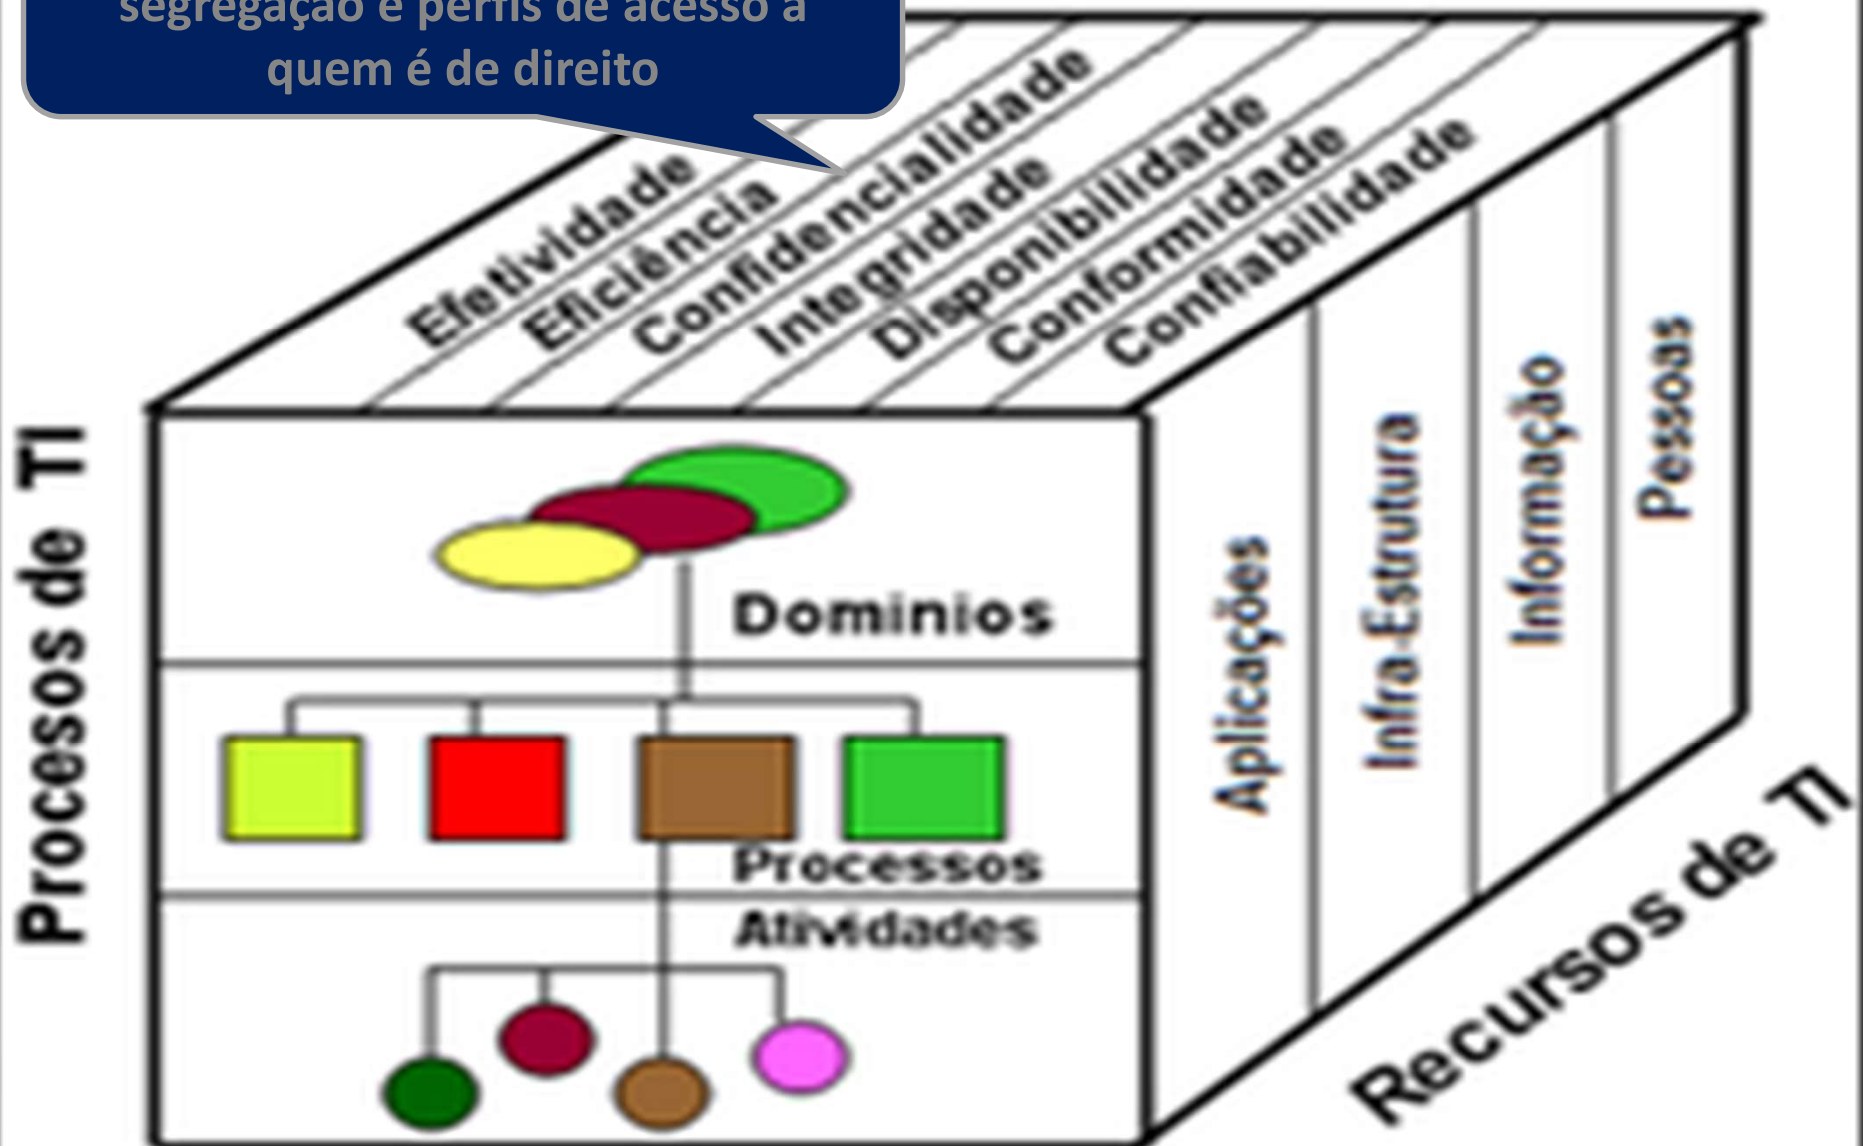 segregação e perfis de acesso a
quem é de direito
Efetividade
Eficiência
Confidencialidade
Integridade
Disponibilidade
Conformidade
Confiabilidade
Processos de TI
Dominios
Processos
Atividades
Aplicações
Infra-Estrutura
Informação
Pessoas
Recursos de TI